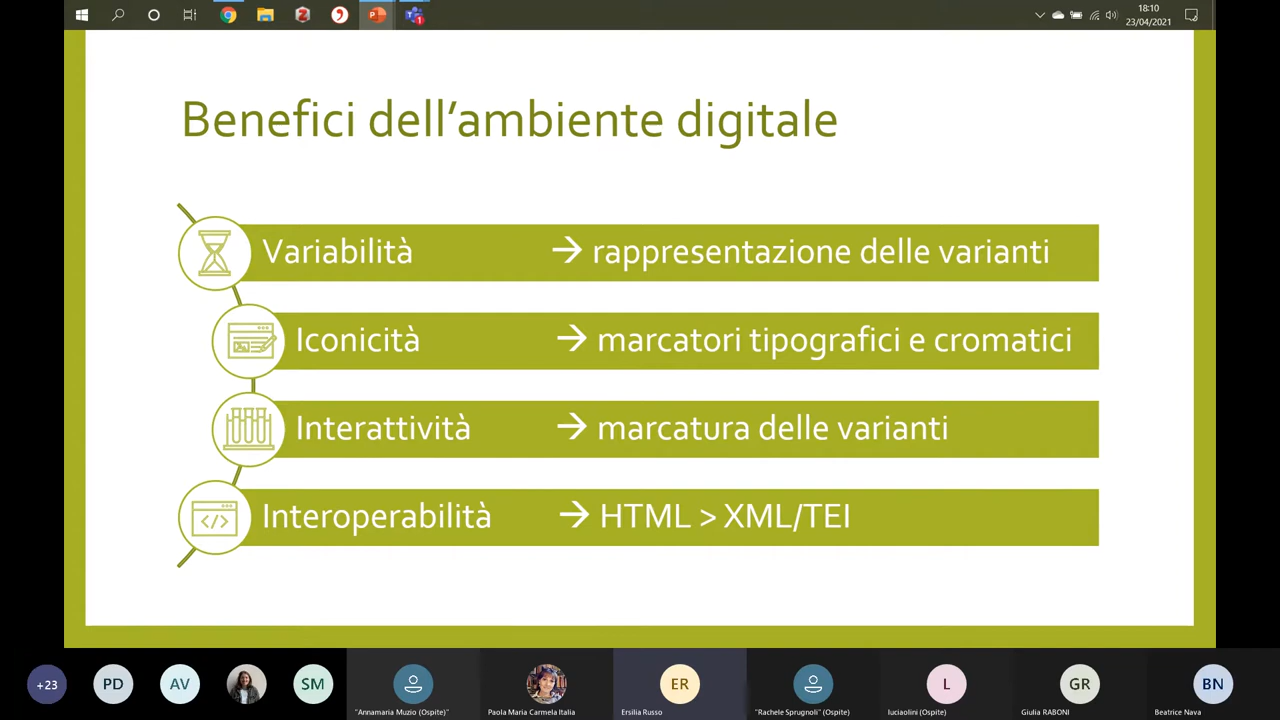 18:10
23/04/2021
Benefici dell'ambiente digitale
Variabilità → rappresentazione delle varianti
Iconicità → marcatori tipografici e cromatici
Interattività → marcatura delle varianti
Interoperabilità → HTML > XML/TEI
+23 PD AV SM ER L GR BN
"Annamaria Muzio (Ospite)" Paola Maria Carmela Italia Ersilia Russo "Rachele Sprugnoli" (Ospite) luciaolini (Ospite) Giulia RABONI Beatrice Nava